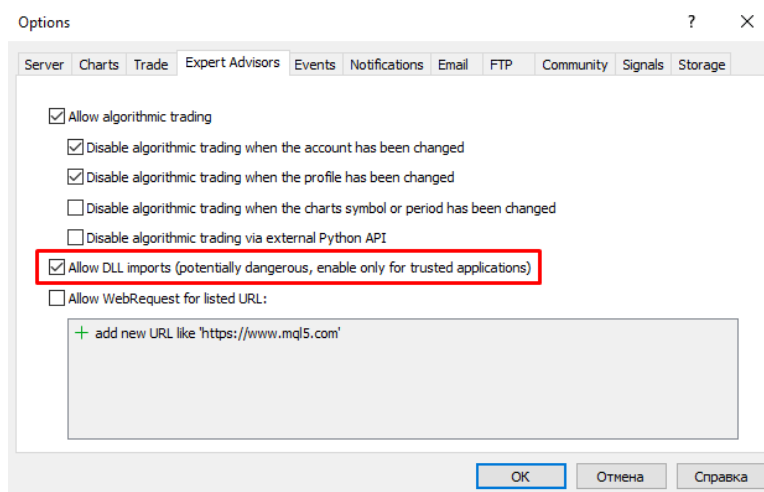 Options ? ×
Server Charts Trade Expert Advisors Events Notifications Email FTP Community Signals Storage
Allow algorithmic trading
Disable algorithmic trading when the account has been changed
Disable algorithmic trading when the profile has been changed
Disable algorithmic trading when the charts symbol or period has been changed
Disable algorithmic trading via external Python API
Allow DLL imports (potentially dangerous, enable only for trusted applications)
Allow WebRequest for listed URL:
+ add new URL like 'https://www.mql5.com'
OK Отмена Справка